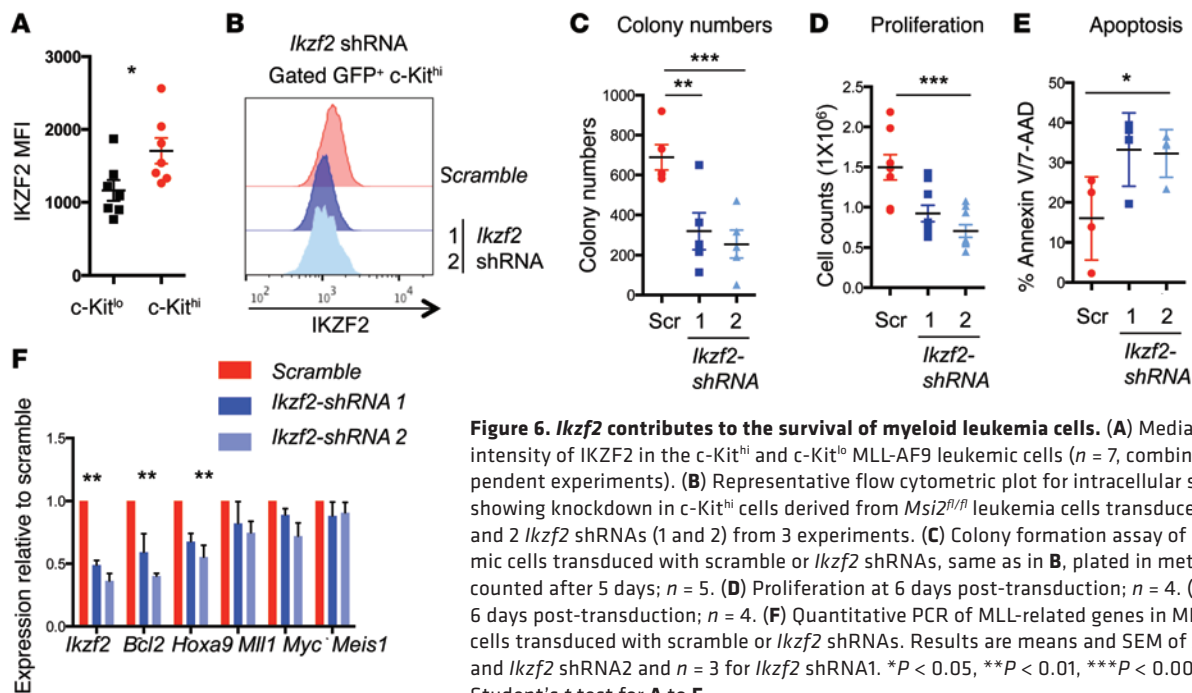 A
3000
2000
1000
0
IKZF2 MFI
*
c-Kitlo
c-Kithi
B
Ikzf2 shRNA
Gated GFP+ c-Kithi
Scramble
1 Ikzf2
2 shRNA
10² 10³ 10⁴
IKZF2
C Colony numbers
***
**
1000
800
600
400
200
0
Colony numbers
Scr 1 2
Ikzf2-
shRNA
D Proliferation
***
2.5
2.0
1.5
1.0
0.5
0.0
Cell counts (1X10⁶)
Scr 1 2
Ikzf2-
shRNA
E Apoptosis
*
50
40
30
20
10
0
% Annexin V/7-AAD
Scr 1 2
Ikzf2-
shRNA
F
Scramble
Ikzf2-shRNA 1
Ikzf2-shRNA 2
1.5
1.0
0.5
0.0
Expression relative to scramble
** ** **
Ikzf2 Bcl2 Hoxa9 Mll1 Myc Meis1
Figure 6. Ikzf2 contributes to the survival of myeloid leukemia cells. (A) Media
intensity of IKZF2 in the c-Kithi and c-Kitlo MLL-AF9 leukemic cells (n = 7, combin
pendent experiments). (B) Representative flow cytometric plot for intracellular s
showing knockdown in c-Kithi cells derived from Msi2fl/fl leukemia cells transduce
and 2 Ikzf2 shRNAs (1 and 2) from 3 experiments. (C) Colony formation assay of
mic cells transduced with scramble or Ikzf2 shRNAs, same as in B, plated in met
counted after 5 days; n = 5. (D) Proliferation at 6 days post-transduction; n = 4. (
6 days post-transduction; n = 4. (F) Quantitative PCR of MLL-related genes in
cells transduced with scramble or Ikzf2 shRNAs. Results are means and SEM of
and Ikzf2 shRNA2 and n = 3 for Ikzf2 shRNA1. *P < 0.05, **P < 0.01, ***P < 0.00
Student's t test for A to F